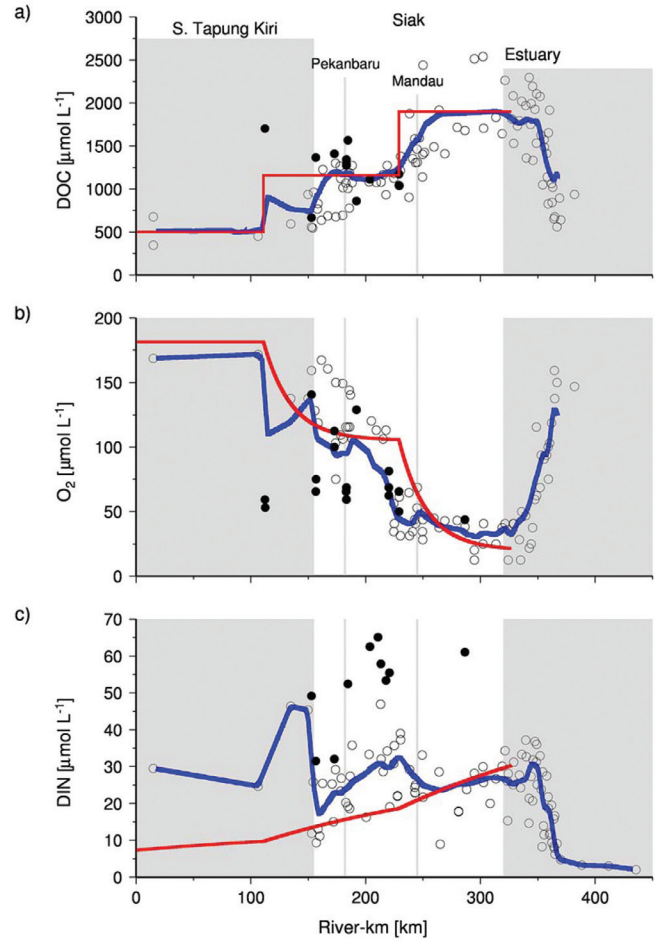 a)
S. Tapung Kiri
Siak
Pekanbaru
Mandau
Estuary
3000
2500
2000
1500
1000
500
0
DOC [µmol L⁻¹]
b)
200
150
100
50
0
O₂ [µmol L⁻¹]
c)
70
60
50
40
30
20
10
0
DIN [µmol L⁻¹]
0 100 200 300 400
River-km [km]